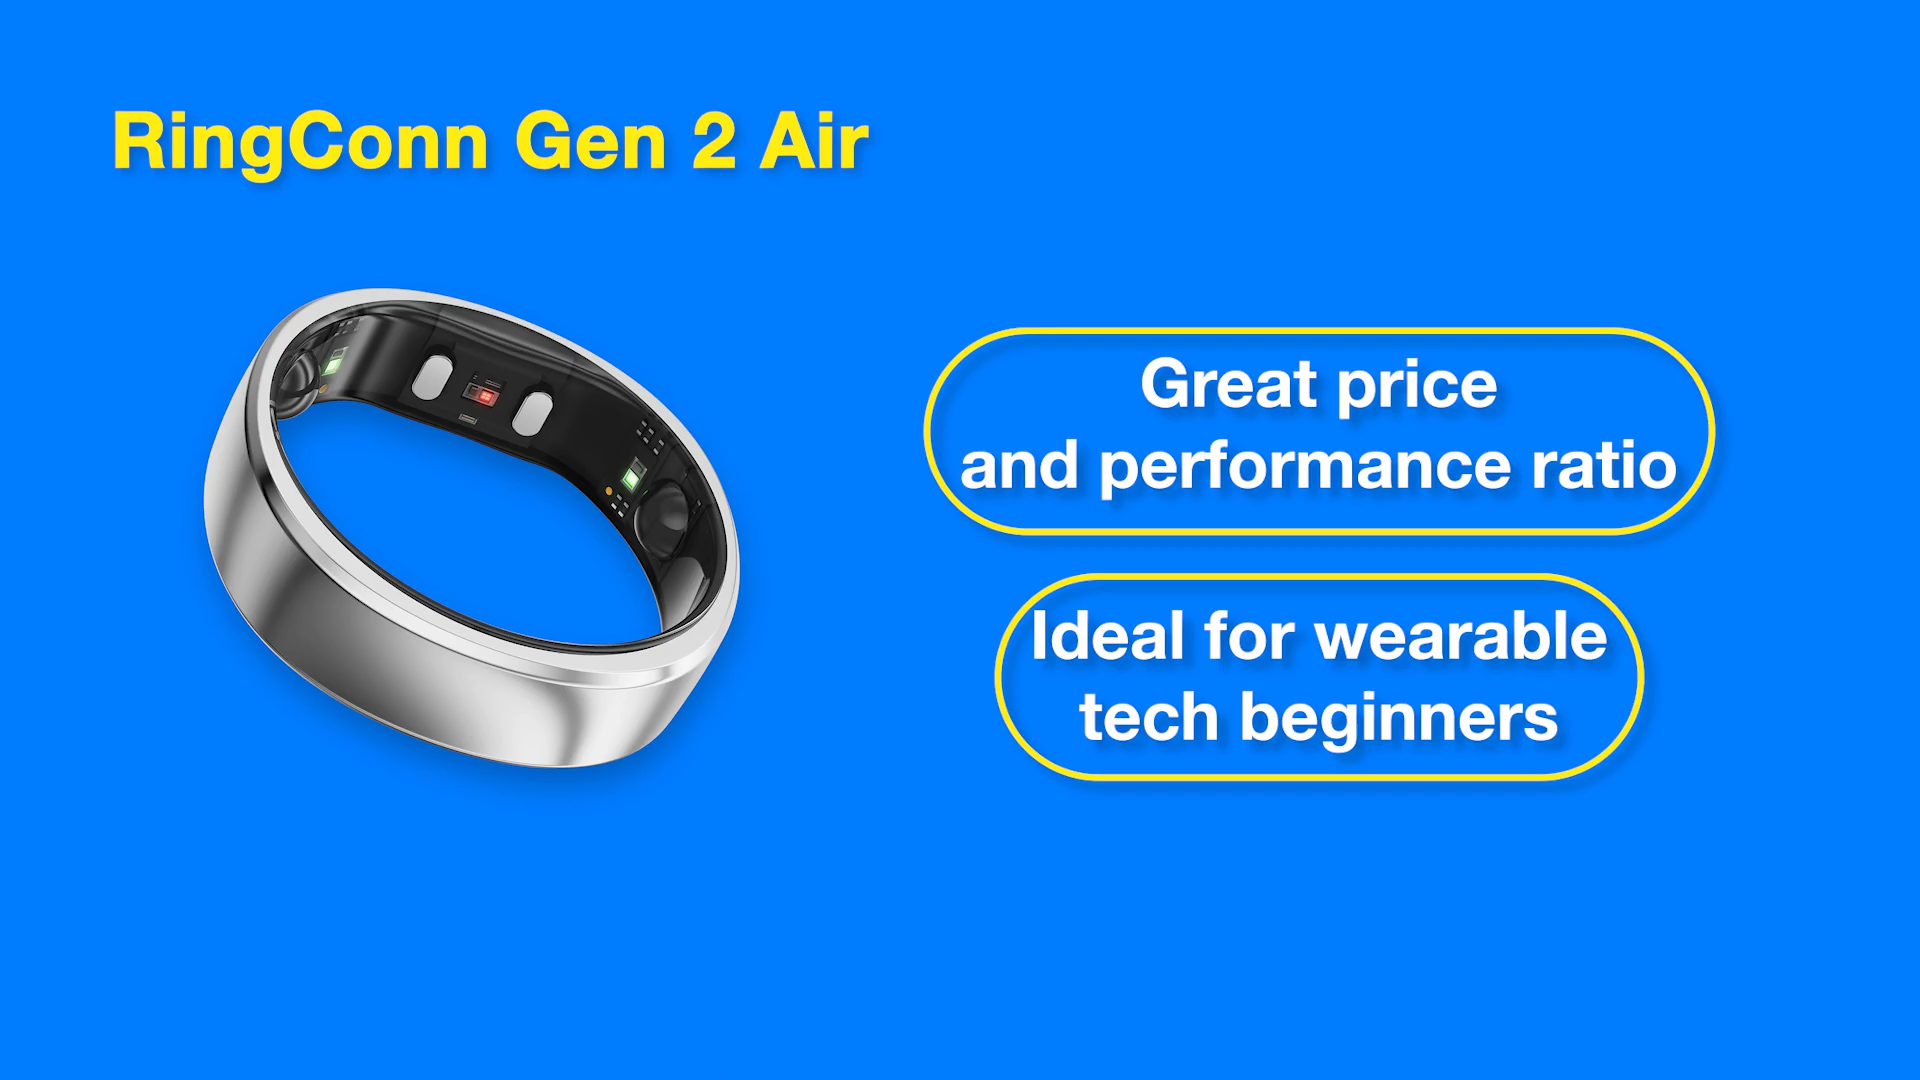 RingConn Gen 2 Air
Great price
and performance ratio
Ideal for wearable
tech beginners